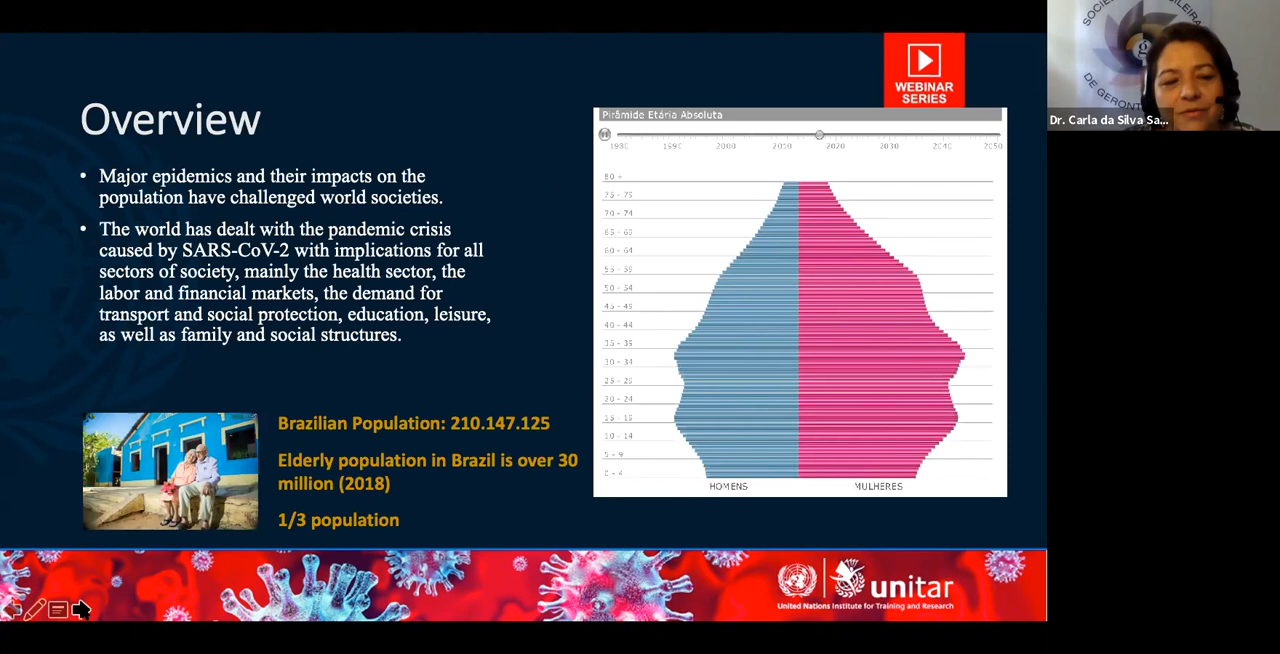 WEBINAR
SERIES
Overview
• Major epidemics and their impacts on the
population have challenged world societies.
• The world has dealt with the pandemic crisis
caused by SARS-CoV-2 with implications for all
sectors of society, mainly the health sector, the
labor and financial markets, the demand for
transport and social protection, education, leisure,
as well as family and social structures.
Brazilian Population: 210.147.125
Elderly population in Brazil is over 30
million (2018)
1/3 population
Pirâmide Etária Absoluta
1980 1990 2000 2010 2020 2030 2040 2050
80 +
75 - 79
70 - 74
65 - 69
60 - 64
55 - 59
50 - 54
45 - 49
40 - 44
35 - 39
30 - 34
25 - 29
20 - 24
15 - 19
10 - 14
5 - 9
0 - 4
HOMENS MULHERES
unitar
United Nations Institute for Training and Research
DE GERONT
Dr. Carla da Silva Sa...